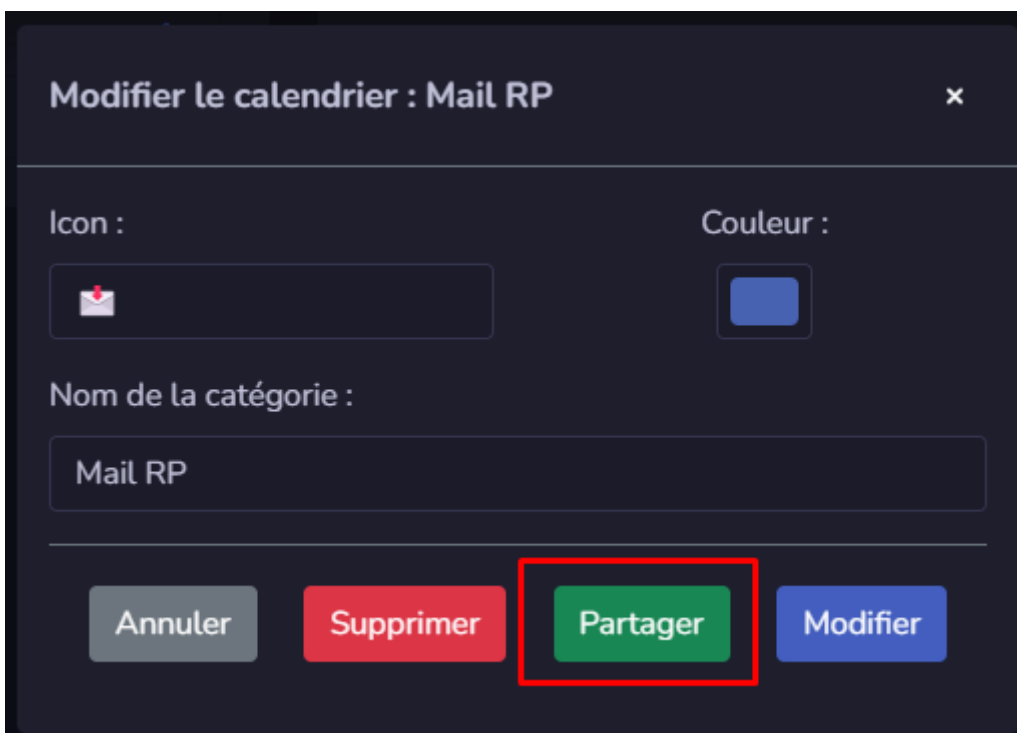 Modifier le calendrier : Mail RP ×
Icon : Couleur :
Nom de la catégorie :
Mail RP
Annuler Supprimer Partager Modifier